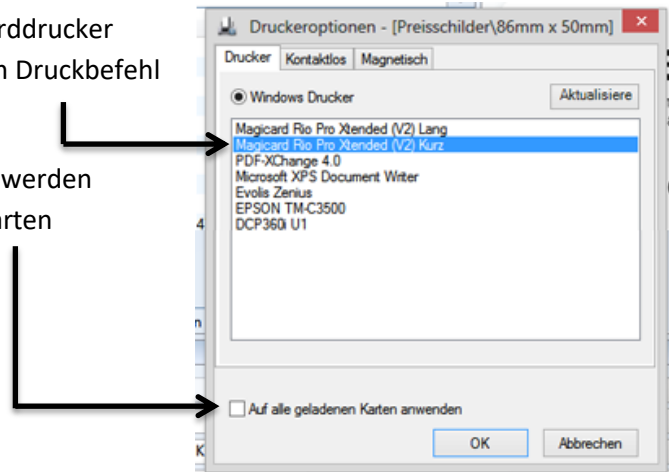 rddrucker
n Druckbefehl
werden
arten
Druckeroptionen - [Preisschilder\86mm x 50mm]
Drucker
Kontaktlos
Magnetisch
Windows Drucker
Aktualisiere
Magicard Rio Pro Xtended (V2) Lang
Magicard Rio Pro Xtended (V2) Kurz
PDF-XChange 4.0
Microsoft XPS Document Writer
Evolis Zenius
EPSON TM-C3500
DCP360i U1
4
n
Auf alle geladenen Karten anwenden
OK
Abbrechen
K